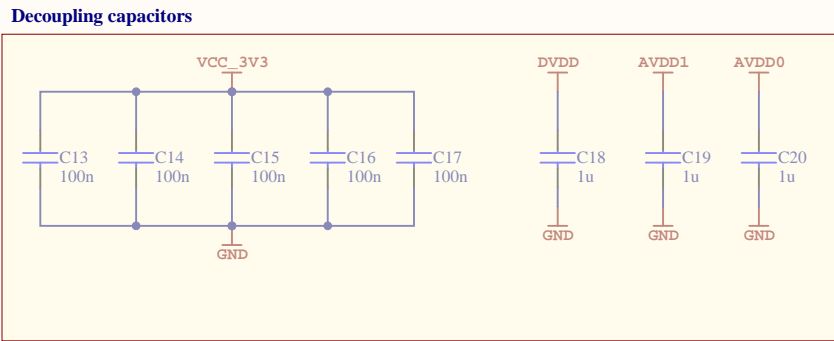 Decoupling capacitors
VCC_3V3
DVDD
AVDD1
AVDD0
C13
100n
C14
100n
C15
100n
C16
100n
C17
100n
C18
1u
C19
1u
C20
1u
GND
GND
GND
GND